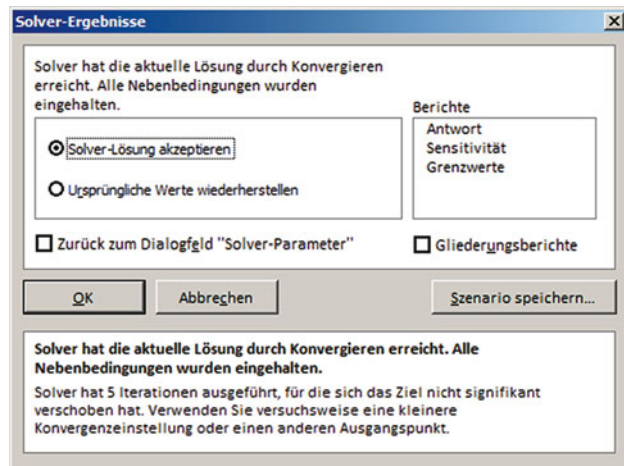 Solver-Ergebnisse
Solver hat die aktuelle Lösung durch Konvergieren
erreicht. Alle Nebenbedingungen wurden
eingehalten.
Berichte
Antwort
Sensitivität
Grenzwerte
Solver-Lösung akzeptieren
Ursprüngliche Werte wiederherstellen
Zurück zum Dialogfeld "Solver-Parameter"
Gliederungsberichte
OK
Abbrechen
Szenario speichern...
Solver hat die aktuelle Lösung durch Konvergieren erreicht. Alle
Nebenbedingungen wurden eingehalten.
Solver hat 5 Iterationen ausgeführt, für die sich das Ziel nicht signifikant
verschoben hat. Verwenden Sie versuchsweise eine kleinere
Konvergenzeinstellung oder einen anderen Ausgangspunkt.